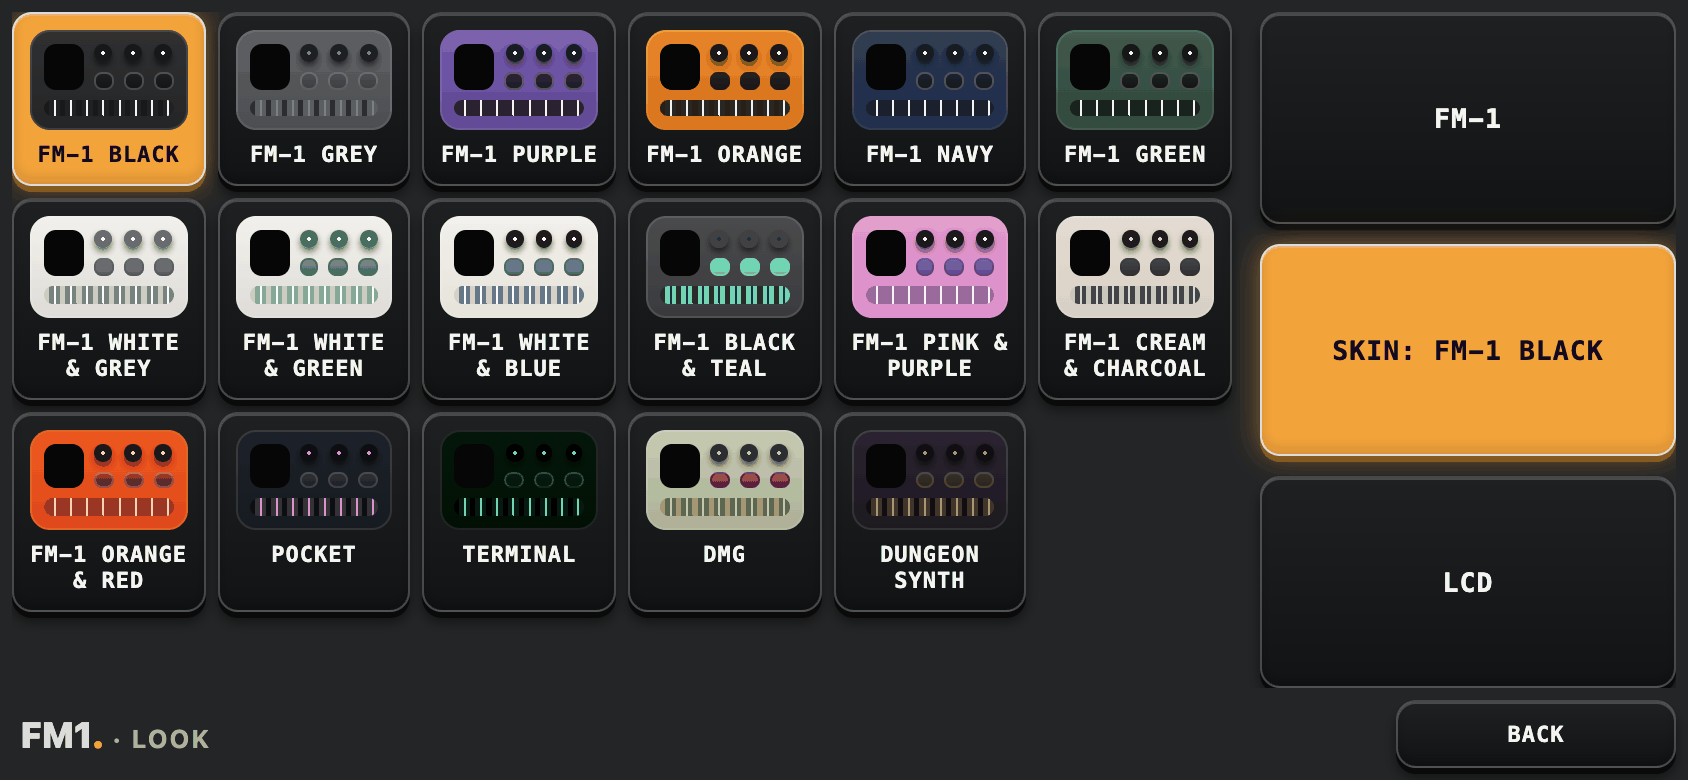 FM-1 BLACK
FM-1 GREY
FM-1 PURPLE
FM-1 ORANGE
FM-1 NAVY
FM-1 GREEN
FM-1
FM-1 WHITE
& GREY
FM-1 WHITE
& GREEN
FM-1 WHITE
& BLUE
FM-1 BLACK
& TEAL
FM-1 PINK &
PURPLE
FM-1 CREAM
& CHARCOAL
SKIN: FM-1 BLACK
FM-1 ORANGE
& RED
POCKET
TERMINAL
DMG
DUNGEON
SYNTH
LCD
FM1. · LOOK
BACK